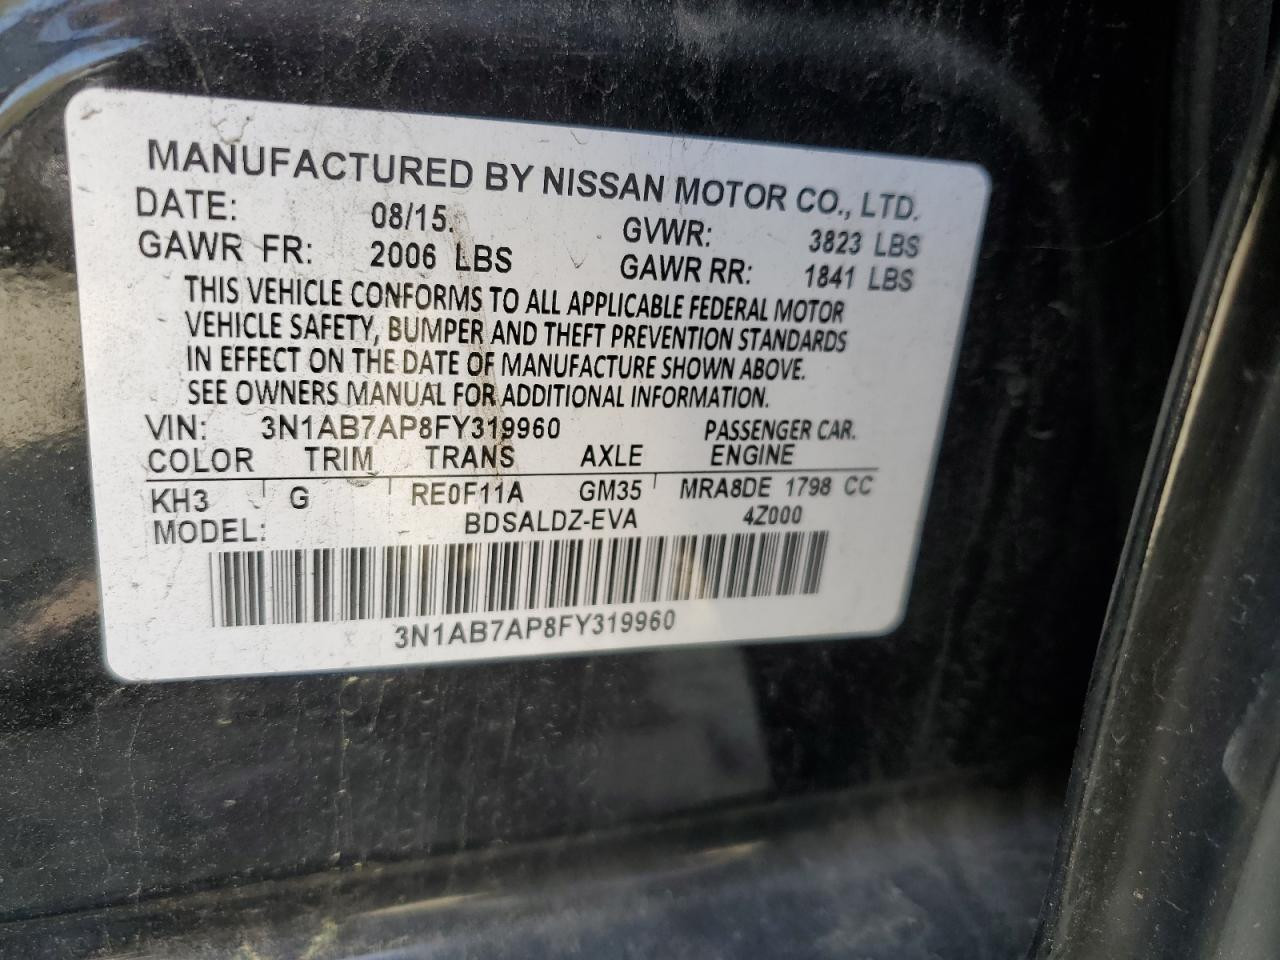 MANUFACTURED BY NISSAN MOTOR CO., LTD.
DATE: 08/15. GVWR: 3823 LBS
GAWR FR: 2006 LBS GAWR RR: 1841 LBS
THIS VEHICLE CONFORMS TO ALL APPLICABLE FEDERAL MOTOR
VEHICLE SAFETY, BUMPER AND THEFT PREVENTION STANDARDS
IN EFFECT ON THE DATE OF MANUFACTURE SHOWN ABOVE.
SEE OWNERS MANUAL FOR ADDITIONAL INFORMATION.
VIN: 3N1AB7AP8FY319960 PASSENGER CAR.
COLOR TRIM TRANS AXLE ENGINE
KH3 G RE0F11A GM35 MRA8DE 1798 CC
MODEL: BDSALDZ-EVA 4Z000
3N1AB7AP8FY319960